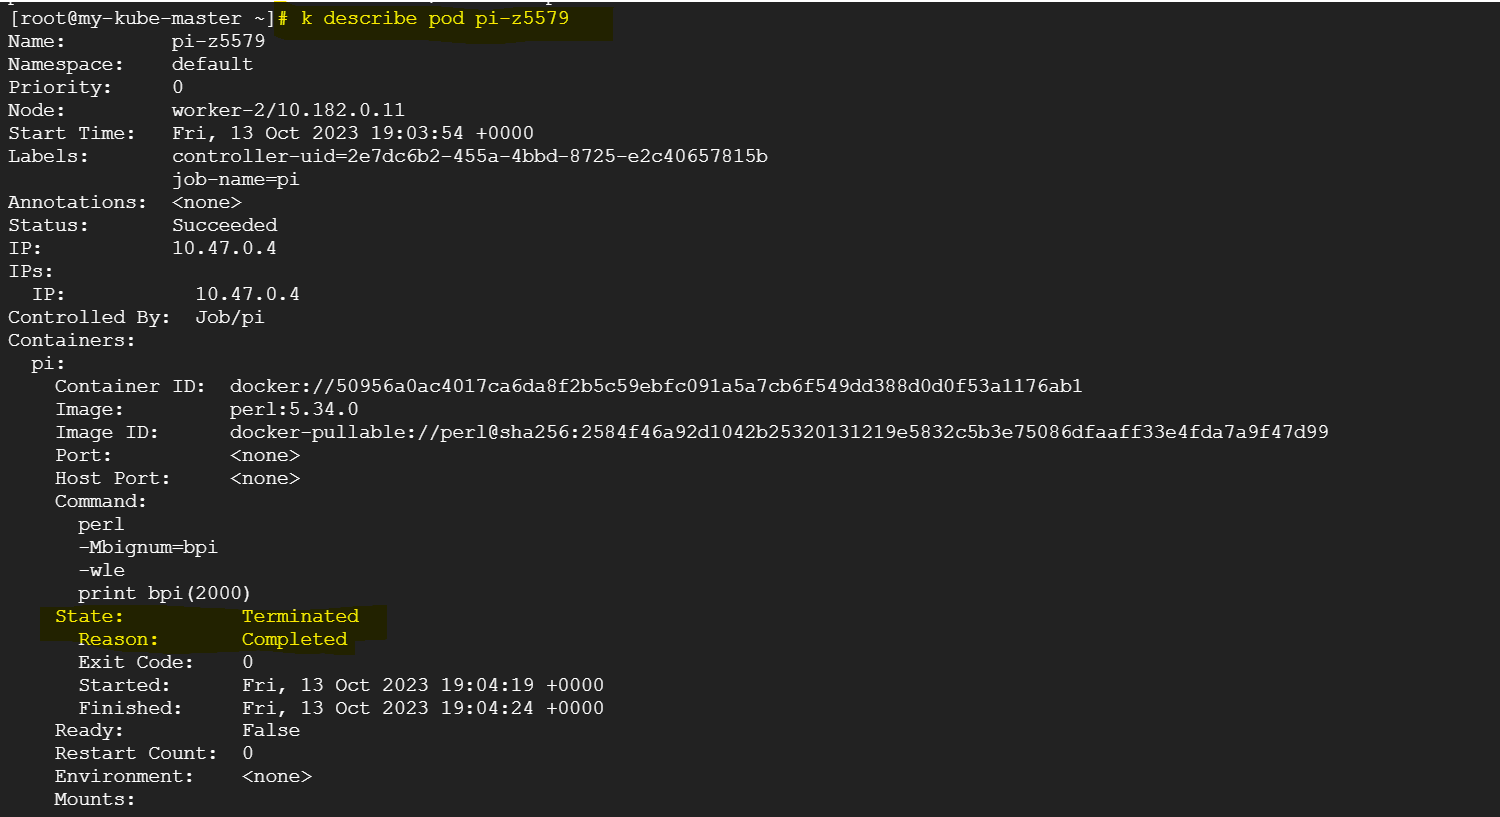 [root@my-kube-master ~]# k describe pod pi-z5579
Name:         pi-z5579
Namespace:    default
Priority:     0
Node:         worker-2/10.182.0.11
Start Time:   Fri, 13 Oct 2023 19:03:54 +0000
Labels:       controller-uid=2e7dc6b2-455a-4bbd-8725-e2c40657815b
              job-name=pi
Annotations:  <none>
Status:       Succeeded
IP:           10.47.0.4
IPs:
  IP:           10.47.0.4
Controlled By:  Job/pi
Containers:
  pi:
    Container ID:  docker://50956a0ac4017ca6da8f2b5c59ebfc091a5a7cb6f549dd388d0d0f53a1176ab1
    Image:         perl:5.34.0
    Image ID:      docker-pullable://perl@sha256:2584f46a92d1042b25320131219e5832c5b3e75086dfaaff33e4fda7a9f47d99
    Port:          <none>
    Host Port:     <none>
    Command:
      perl
      -Mbignum=bpi
      -wle
      print bpi(2000)
    State:          Terminated
      Reason:       Completed
      Exit Code:    0
      Started:      Fri, 13 Oct 2023 19:04:19 +0000
      Finished:     Fri, 13 Oct 2023 19:04:24 +0000
    Ready:          False
    Restart Count:  0
    Environment:    <none>
    Mounts: